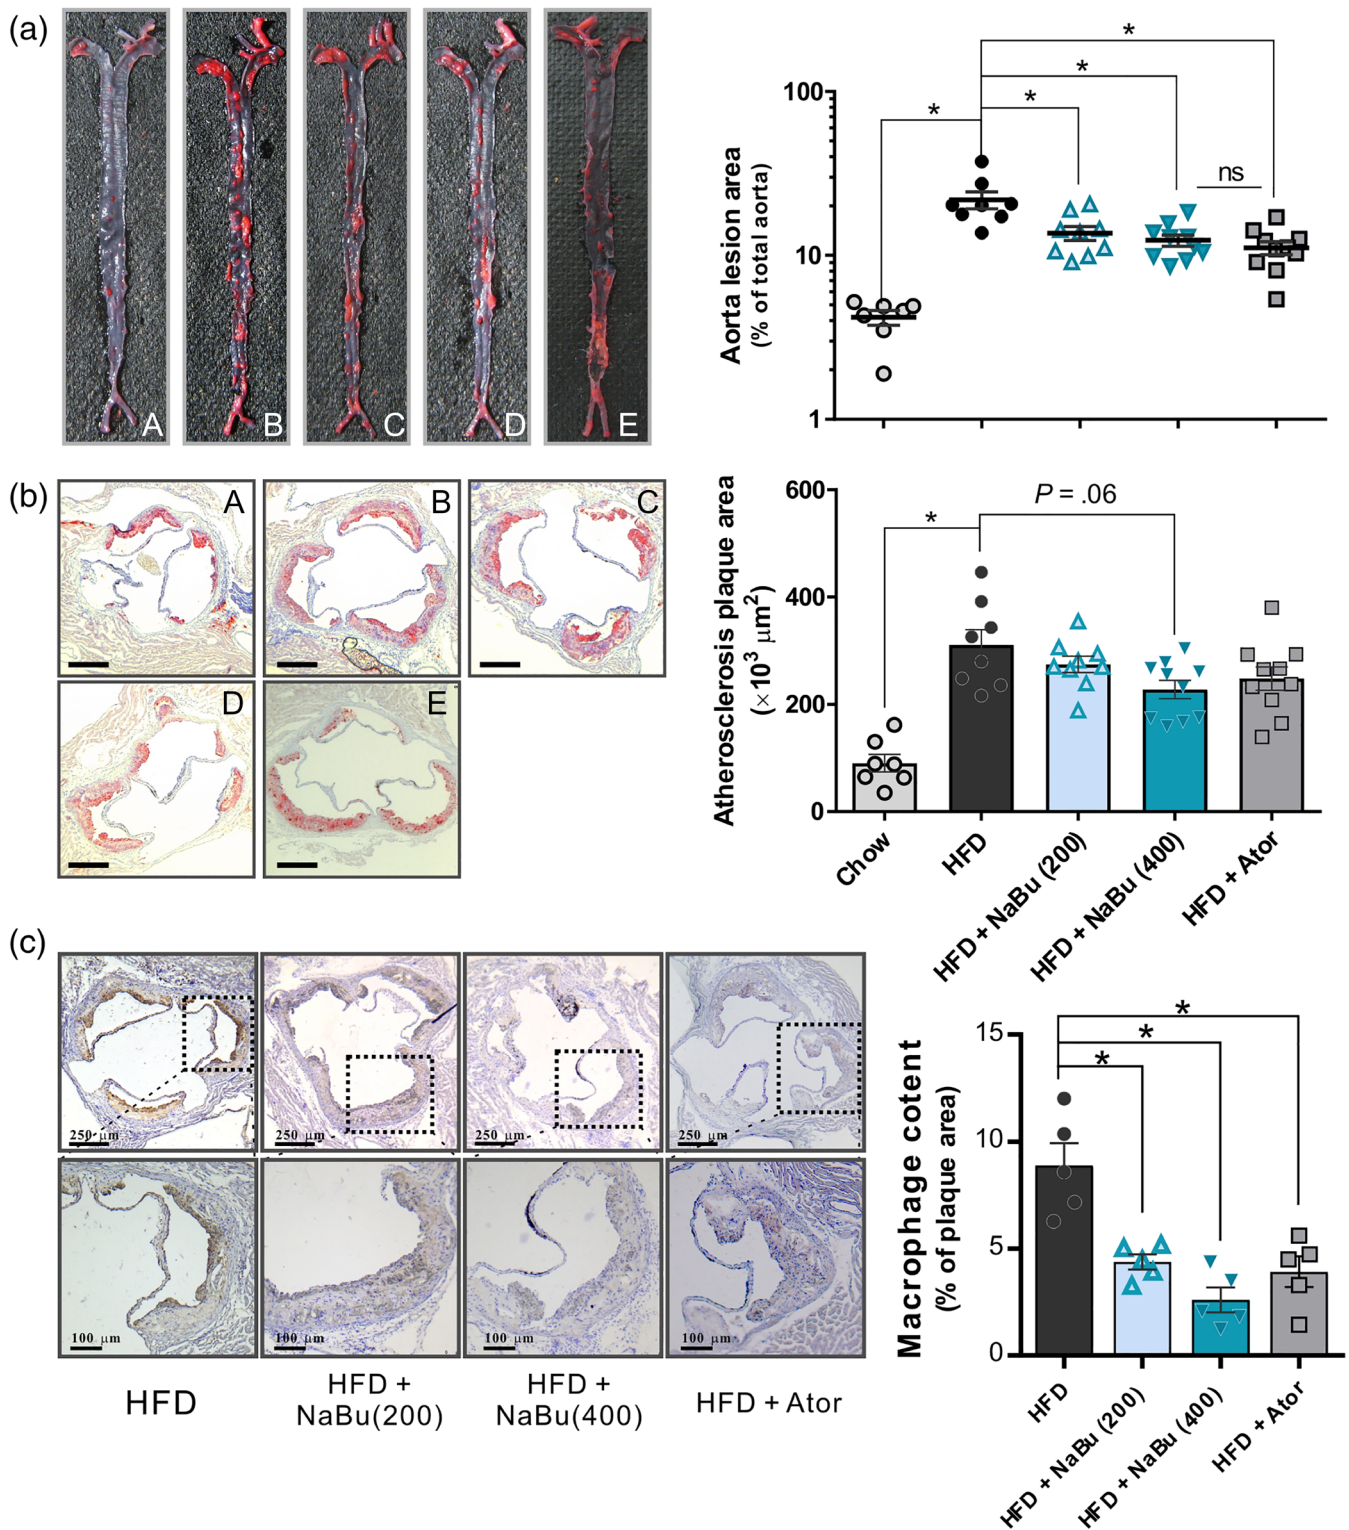 (a)
A
B
C
D
E
Aorta lesion area
(% of total aorta)
100
10
1
*
*
*
*
ns
(b)
A
B
C
D
E
Atherosclerosis plaque area
(×10³ μm²)
600
400
200
0
*
P = .06
Chow
HFD
HFD + NaBu (200)
HFD + NaBu (400)
HFD + Ator
(c)
250 μm
250 μm
250 μm
250 μm
100 μm
100 μm
100 μm
100 μm
HFD
HFD +
NaBu(200)
HFD +
NaBu(400)
HFD + Ator
Macrophage cotent
(% of plaque area)
15
10
5
0
*
*
*
HFD
HFD + NaBu (200)
HFD + NaBu (400)
HFD + Ator